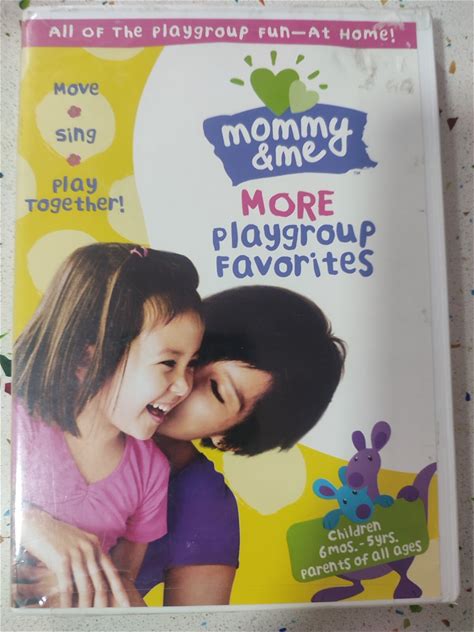 All of the Playgroup Fun—At Home!
Move
Sing
Play
Together!
mommy
&me™
MORE
Playgroup
Favorites
Children
6mos.-5yrs.
parents of all ages